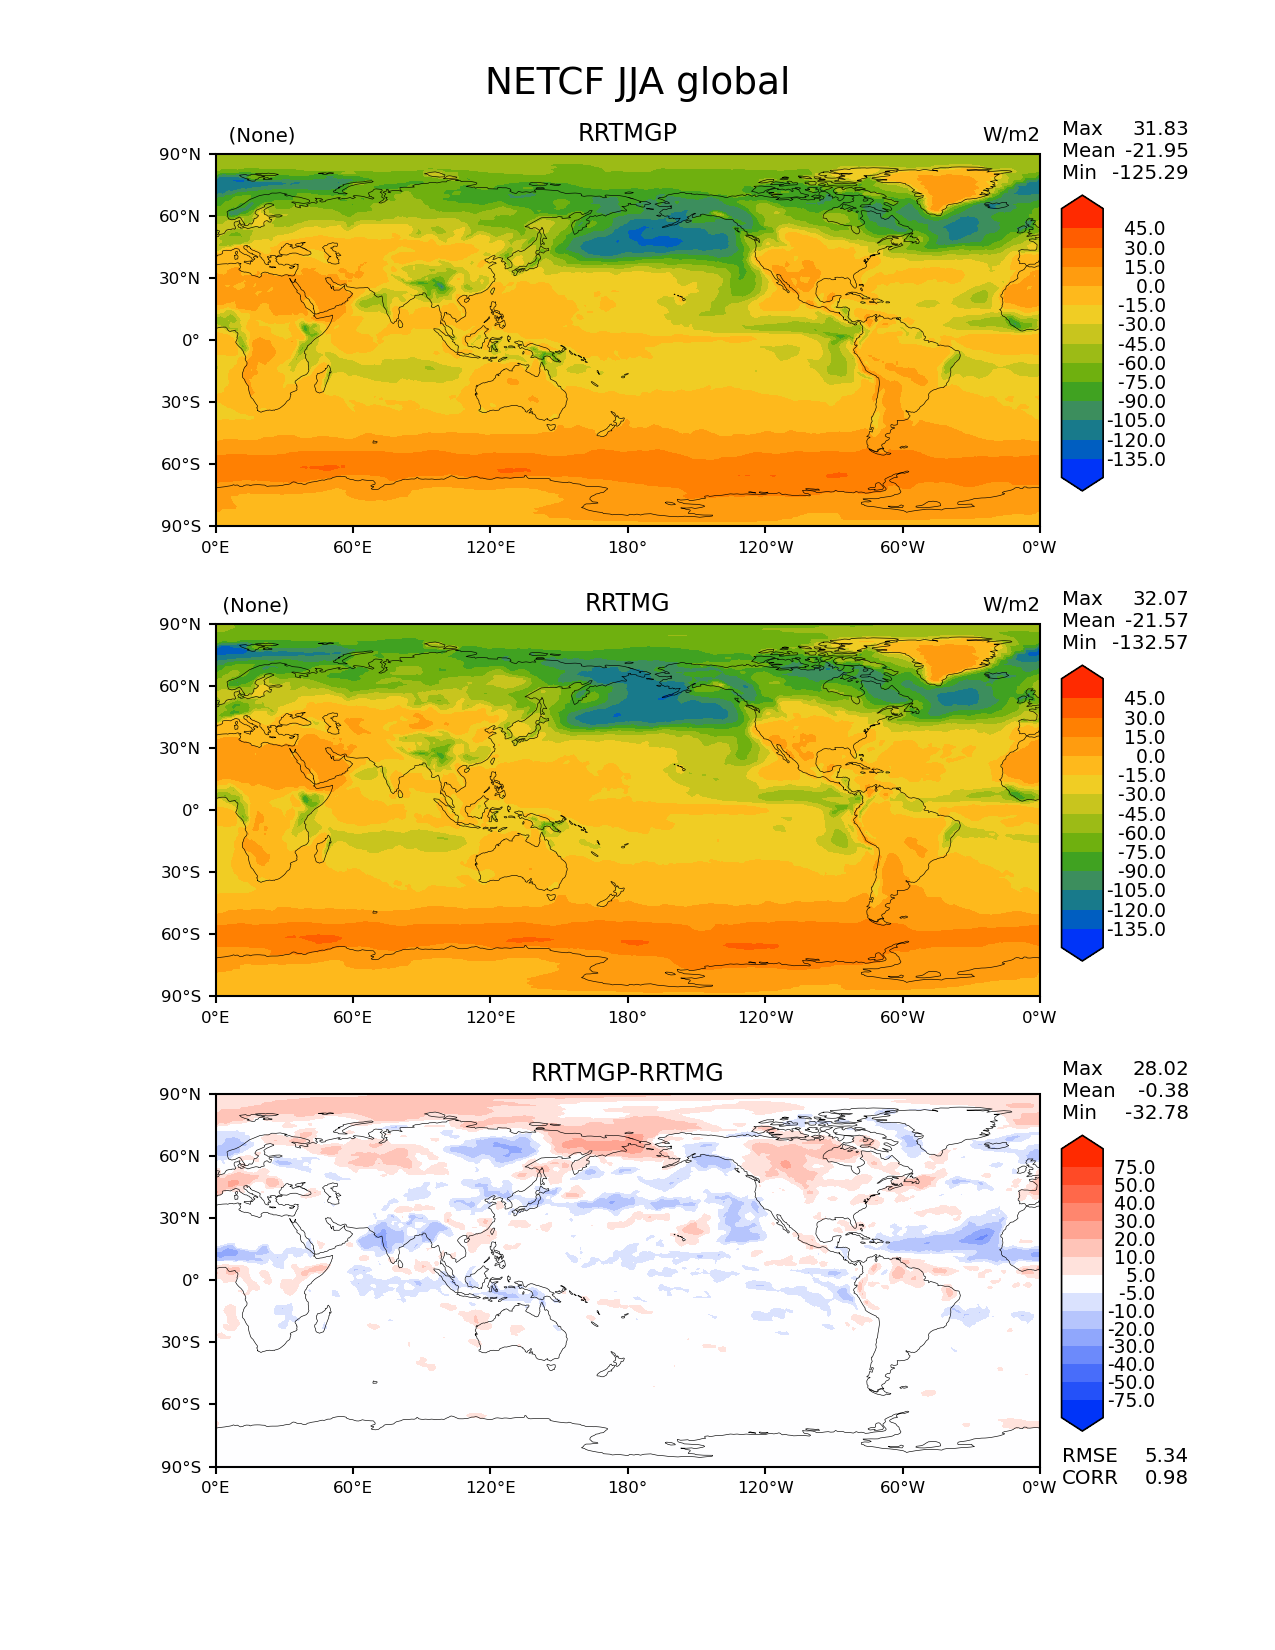 NETCF JJA global
(None) RRTMGP W/m2
Max 31.83
Mean -21.95
Min -125.29
90°N
60°N
30°N
0°
30°S
60°S
90°S
0°E 60°E 120°E 180° 120°W 60°W 0°W
45.0
30.0
15.0
0.0
-15.0
-30.0
-45.0
-60.0
-75.0
-90.0
-105.0
-120.0
-135.0
(None) RRTMG W/m2
Max 32.07
Mean -21.57
Min -132.57
90°N
60°N
30°N
0°
30°S
60°S
90°S
0°E 60°E 120°E 180° 120°W 60°W 0°W
45.0
30.0
15.0
0.0
-15.0
-30.0
-45.0
-60.0
-75.0
-90.0
-105.0
-120.0
-135.0
RRTMGP-RRTMG
Max 28.02
Mean -0.38
Min -32.78
90°N
60°N
30°N
0°
30°S
60°S
90°S
0°E 60°E 120°E 180° 120°W 60°W 0°W
75.0
50.0
40.0
30.0
20.0
10.0
5.0
-5.0
-10.0
-20.0
-30.0
-40.0
-50.0
-75.0
RMSE 5.34
CORR 0.98